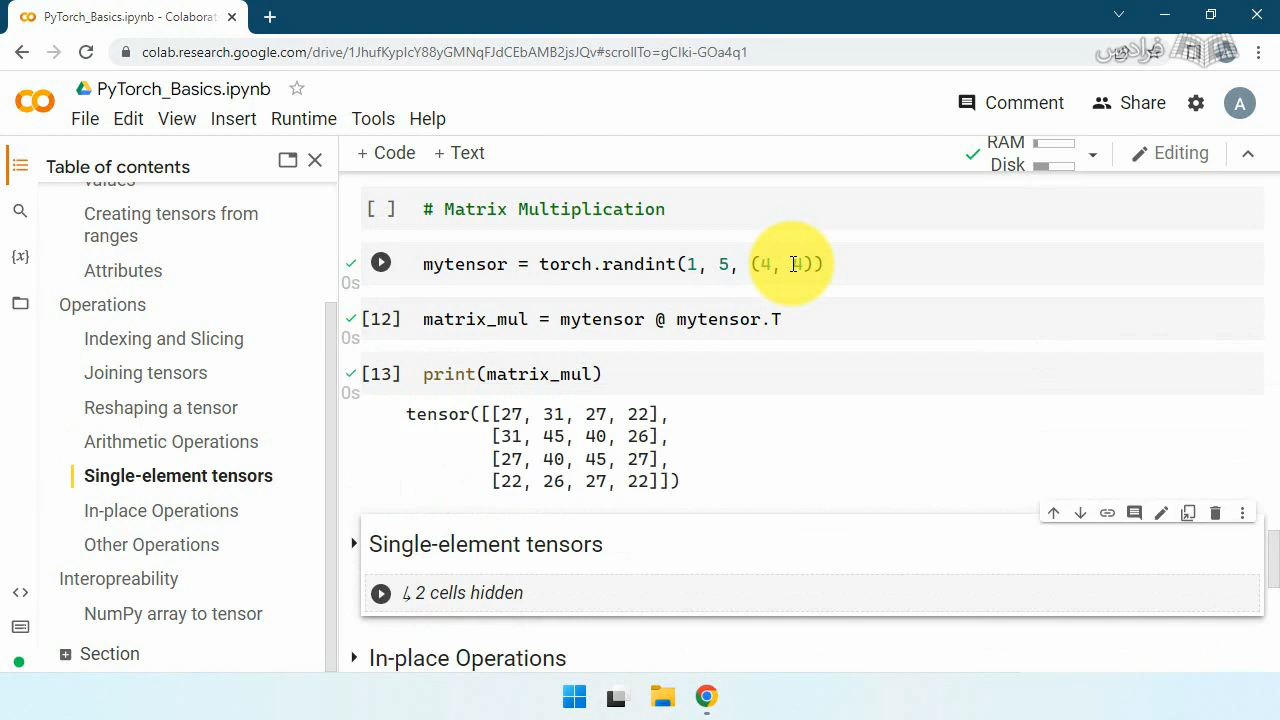 PyTorch_Basics.ipynb - Colaborat
colab.research.google.com/drive/1JhufKypIcY88yGMNqFJdCEbAMB2jsJQv#scrollTo=gCIki-GOa4q1
فرادرس
PyTorch_Basics.ipynb
File Edit View Insert Runtime Tools Help
Comment Share A
Table of contents
+ Code + Text
RAM
Disk
Editing
values
Creating tensors from
ranges
Attributes
Operations
Indexing and Slicing
Joining tensors
Reshaping a tensor
Arithmetic Operations
Single-element tensors
In-place Operations
Other Operations
Interopreability
NumPy array to tensor
Section
[ ] # Matrix Multiplication
mytensor = torch.randint(1, 5, (4, 4))
0s
[12] matrix_mul = mytensor @ mytensor.T
0s
[13] print(matrix_mul)
0s
tensor([[27, 31, 27, 22],
[31, 45, 40, 26],
[27, 40, 45, 27],
[22, 26, 27, 22]])
Single-element tensors
↳ 2 cells hidden
In-place Operations